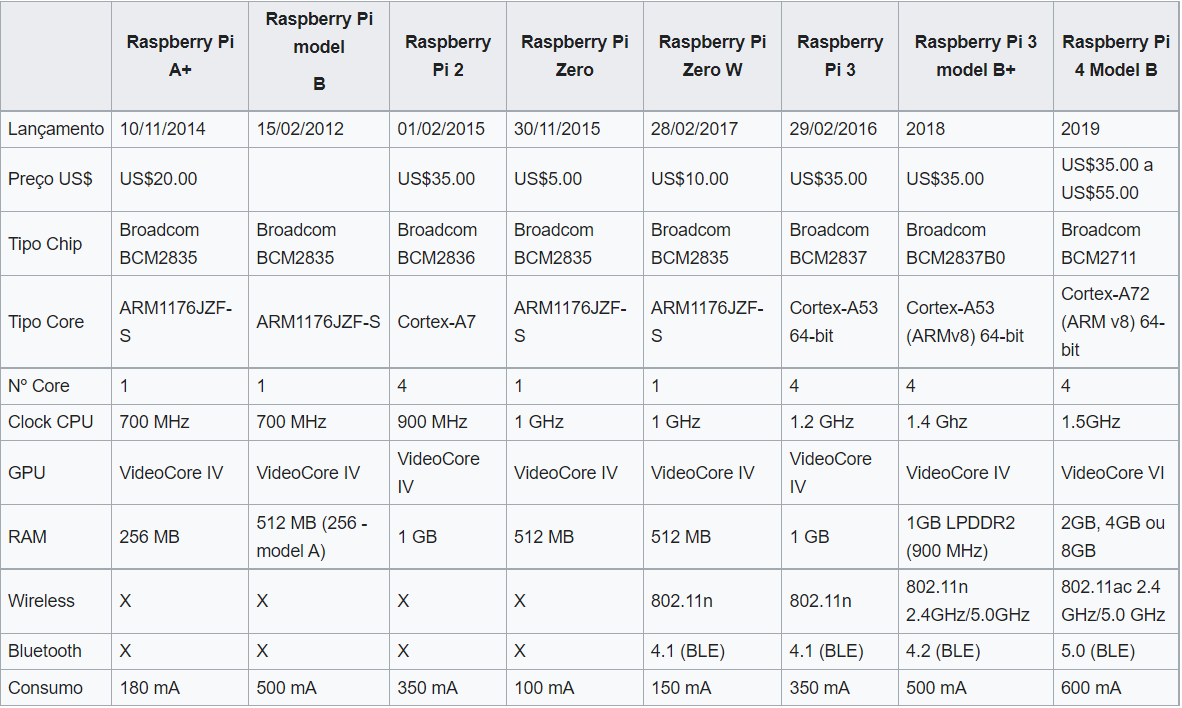 Raspberry Pi A+ Raspberry Pi model B Raspberry Pi 2 Raspberry Pi Zero Raspberry Pi Zero W Raspberry Pi 3 Raspberry Pi 3 model B+ Raspberry Pi 4 Model B
Lançamento 10/11/2014 15/02/2012 01/02/2015 30/11/2015 28/02/2017 29/02/2016 2018 2019
Preço US$ US$20.00 US$35.00 US$5.00 US$10.00 US$35.00 US$35.00 US$35.00 a US$55.00
Tipo Chip Broadcom BCM2835 Broadcom BCM2835 Broadcom BCM2836 Broadcom BCM2835 Broadcom BCM2835 Broadcom BCM2837 Broadcom BCM2837B0 Broadcom BCM2711
Tipo Core ARM1176JZF-S ARM1176JZF-S Cortex-A7 ARM1176JZF-S ARM1176JZF-S Cortex-A53 64-bit Cortex-A53 (ARMv8) 64-bit Cortex-A72 (ARM v8) 64-bit
Nº Core 1 1 4 1 1 4 4 4
Clock CPU 700 MHz 700 MHz 900 MHz 1 GHz 1 GHz 1.2 GHz 1.4 Ghz 1.5GHz
GPU VideoCore IV VideoCore IV VideoCore IV VideoCore IV VideoCore IV VideoCore IV VideoCore IV VideoCore VI
RAM 256 MB 512 MB (256 - model A) 1 GB 512 MB 512 MB 1 GB 1GB LPDDR2 (900 MHz) 2GB, 4GB ou 8GB
Wireless X X X X 802.11n 802.11n 802.11n 2.4GHz/5.0GHz 802.11ac 2.4 GHz/5.0 GHz
Bluetooth X X X X 4.1 (BLE) 4.1 (BLE) 4.2 (BLE) 5.0 (BLE)
Consumo 180 mA 500 mA 350 mA 100 mA 150 mA 350 mA 500 mA 600 mA